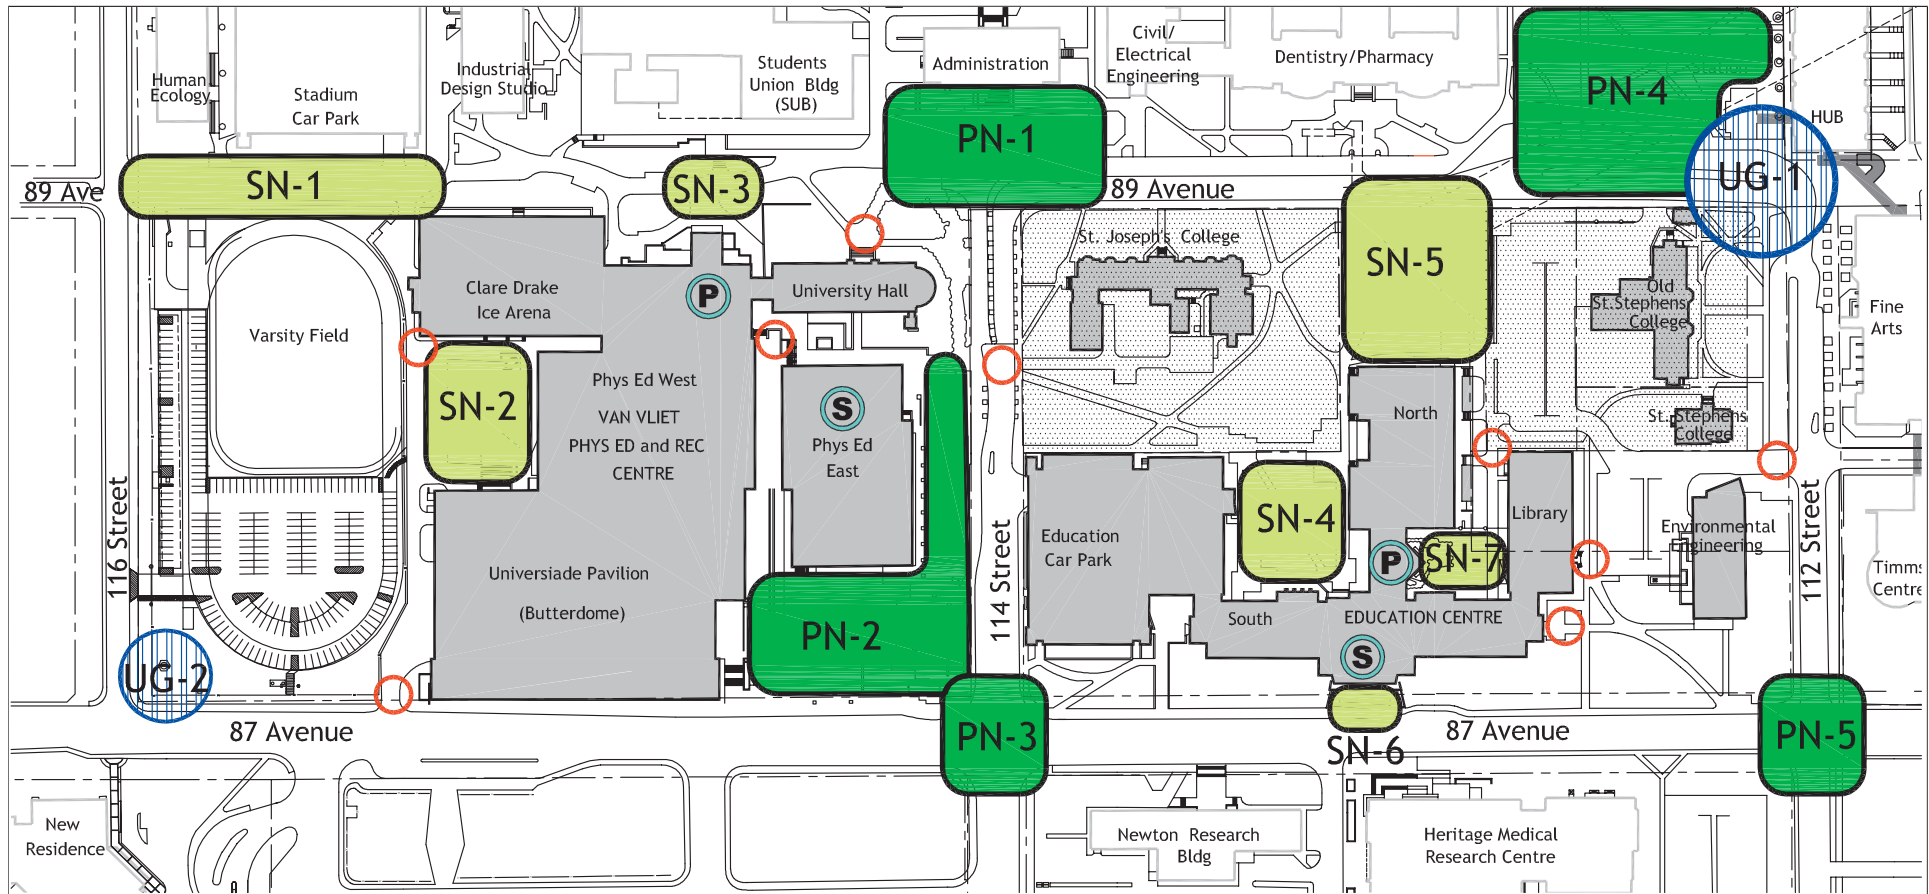 Human
Ecology
Stadium
Car Park
Industrial
Design Studio
Students
Union Bldg
(SUB)
Administration
Civil/
Electrical
Engineering
Dentistry/Pharmacy
PN-4
HUB
PN-1
89 Ave
SN-1
SN-3
89 Avenue
UG-1
St. Joseph's College
SN-5
Varsity Field
Clare Drake
Ice Arena
P
University Hall
Old
St.Stephens
College
Fine
Arts
SN-2
Phys Ed West
VAN VLIET
PHYS ED and REC
CENTRE
S
Phys Ed
East
North
St. Stephens
College
116 Street
114 Street
112 Street
Education
Car Park
SN-4
Library
Environmental
Engineering
P
SN-7
Timms
Centre
Universiade Pavilion
(Butterdome)
PN-2
South
EDUCATION CENTRE
S
UG-2
87 Avenue
PN-3
SN-6
87 Avenue
PN-5
New
Residence
Newton Research
Bldg
Heritage Medical
Research Centre